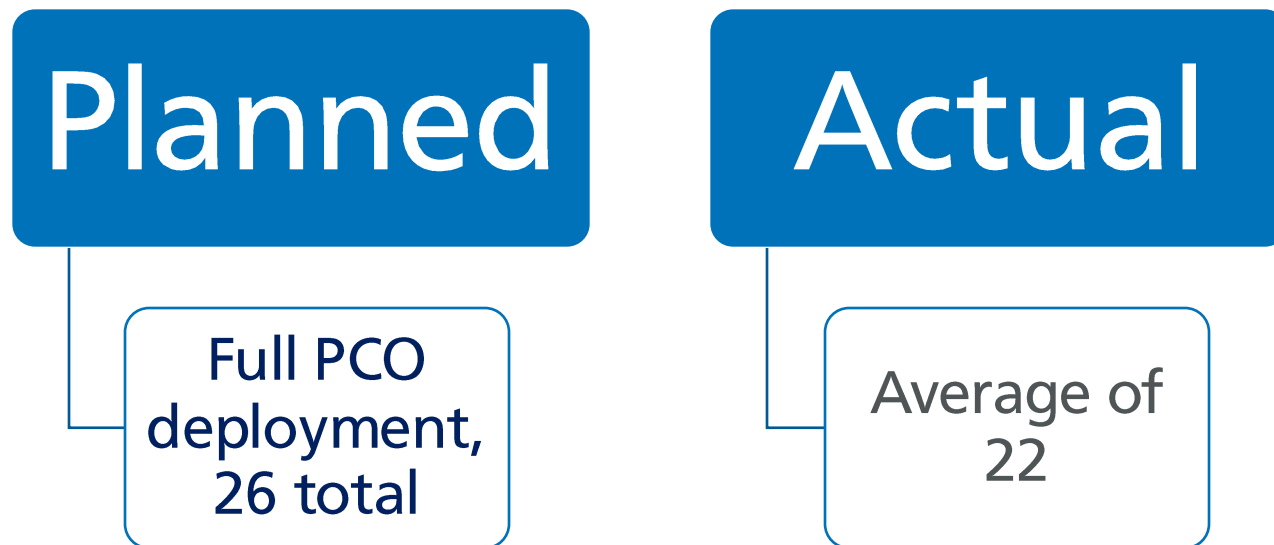 Planned
Actual
Full PCO
deployment,
26 total
Average of
22